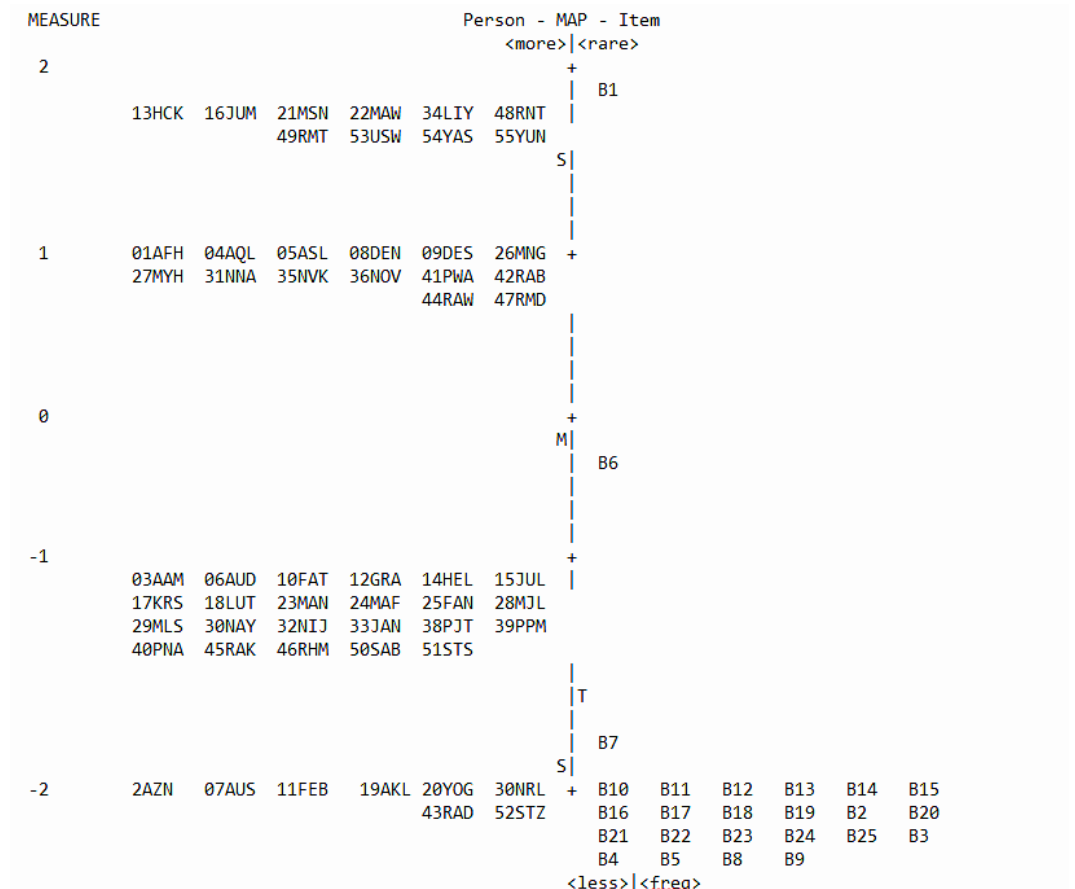 MEASURE Person - MAP - Item
<more>|<rare>
2 +
| B1
13HCK 16JUM 21MSN 22MAW 34LIY 48RNT |
49RMT 53USW 54YAS 55YUN
S|
|
|
|
1 01AFH 04AQL 05ASL 08DEN 09DES 26MNG +
27MYH 31NNA 35NVK 36NOV 41PWA 42RAB
44RAW 47RMD
|
|
|
|
0 +
M|
| B6
|
|
|
-1 +
03AAM 06AUD 10FAT 12GRA 14HEL 15JUL |
17KRS 18LUT 23MAN 24MAF 25FAN 28MJL
29MLS 30NAY 32NIJ 33JAN 38PJT 39PPM
40PNA 45RAK 46RHM 50SAB 51STS
|
|T
|
| B7
S|
-2 2AZN 07AUS 11FEB 19AKL 20YOG 30NRL + B10 B11 B12 B13 B14 B15
43RAD 52STZ B16 B17 B18 B19 B2 B20
B21 B22 B23 B24 B25 B3
B4 B5 B8 B9
<less>|<freq>